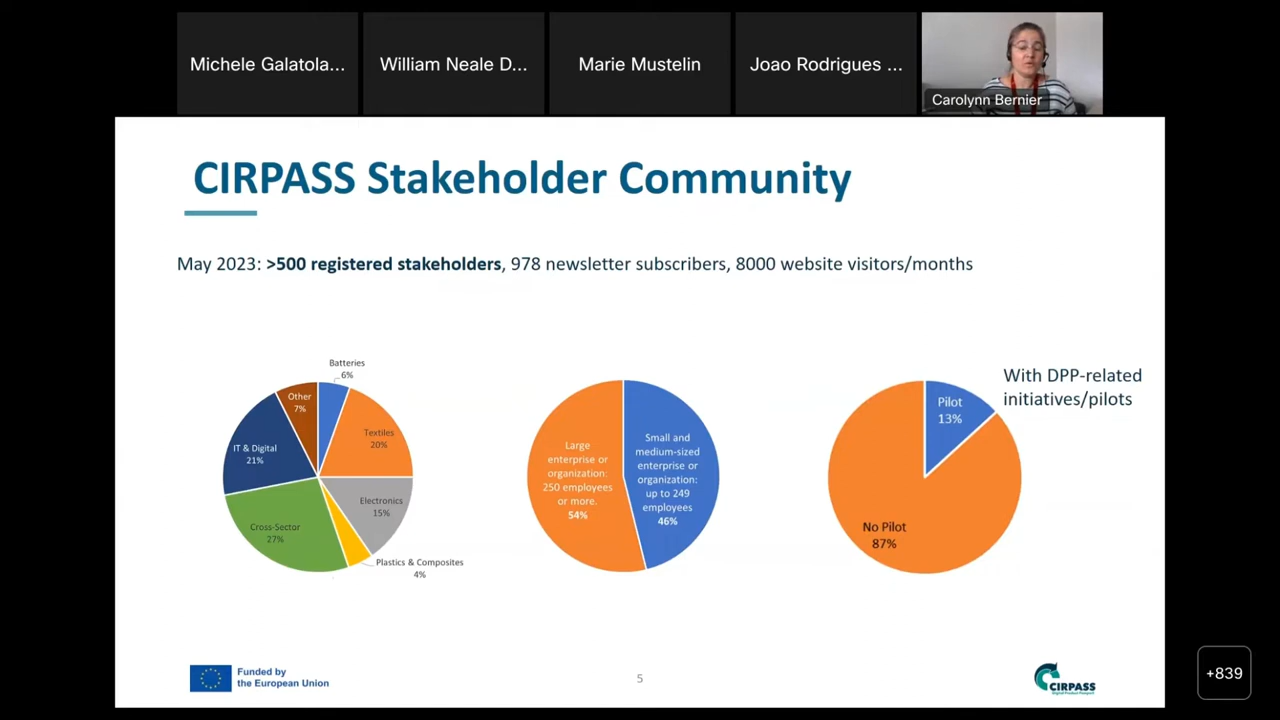 Michele Galatola...
William Neale D...
Marie Mustelin
Joao Rodrigues ...
Carolynn Bernier
CIRPASS Stakeholder Community
May 2023: >500 registered stakeholders, 978 newsletter subscribers, 8000 website visitors/months
Batteries
6%
Other
7%
Textiles
20%
IT & Digital
21%
Electronics
15%
Cross-Sector
27%
Plastics & Composites
4%
Large
enterprise or
organization:
250 employees
or more.
54%
Small and
medium-sized
enterprise or
organization:
up to 249
employees
46%
With DPP-related
initiatives/pilots
Pilot
13%
No Pilot
87%
Funded by
the European Union
5
CIRPASS
Digital Product Passport
+839